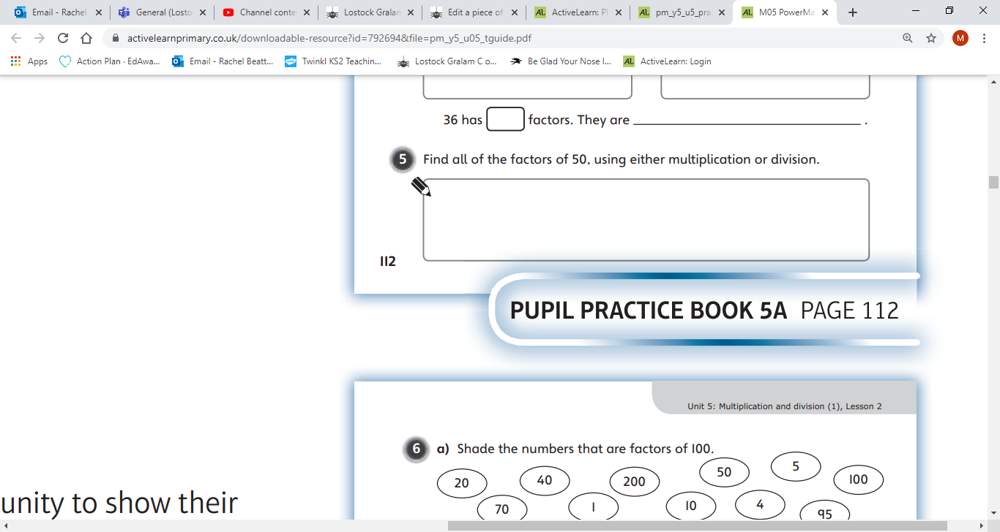 Email - Rachel
General (Losto
Channel conte
Lostock Gralan
Edit a piece of
ActiveLearn: Pl
pm_y5_u5_pra
M05 PowerMa
activelearnprimary.co.uk/downloadable-resource?id=792694&file=pm_y5_u05_tguide.pdf
M
Apps
Action Plan · EdAwa...
Email - Rachel Beatt...
Twinkl KS2 Teachin...
Lostock Gralam C o...
Be Glad Your Nose I...
ActiveLearn: Login
36 has factors. They are .
5 Find all of the factors of 50, using either multiplication or division.
112
PUPIL PRACTICE BOOK 5A PAGE 112
Unit 5: Multiplication and division (1), Lesson 2
6 a) Shade the numbers that are factors of 100.
20 40 200 50 5 100
70 1 10 4 95
unity to show their